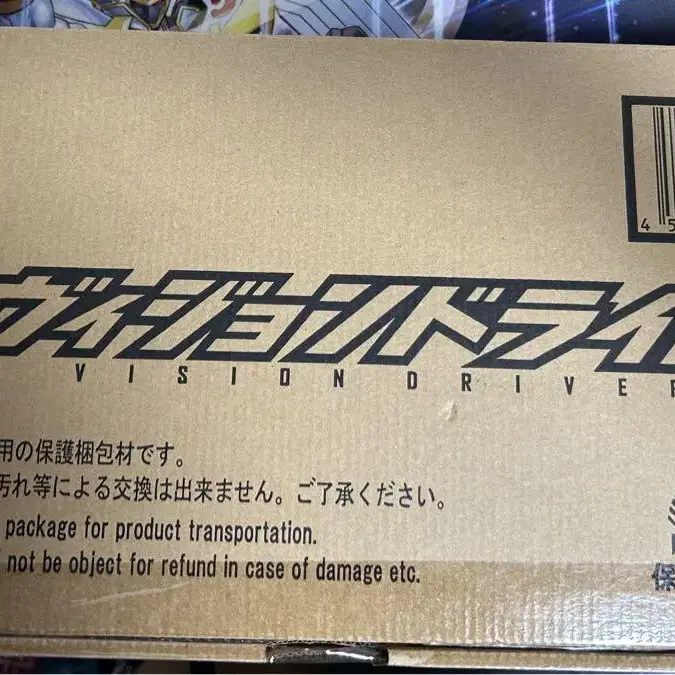 4 5
ヴィジョンドライ
VISION DRIVE
用の保護梱包材です。
汚れ等による交換は出来ません。ご了承ください。
package for product transportation.
not be object for refund in case of damage etc.
保